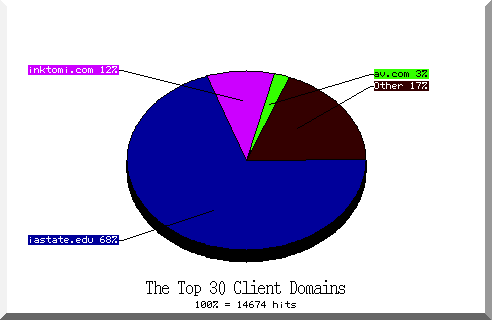 inktomi.com 12%
av.com 3%
Other 17%
iastate.edu 68%
The Top 30 Client Domains
100% = 14674 hits